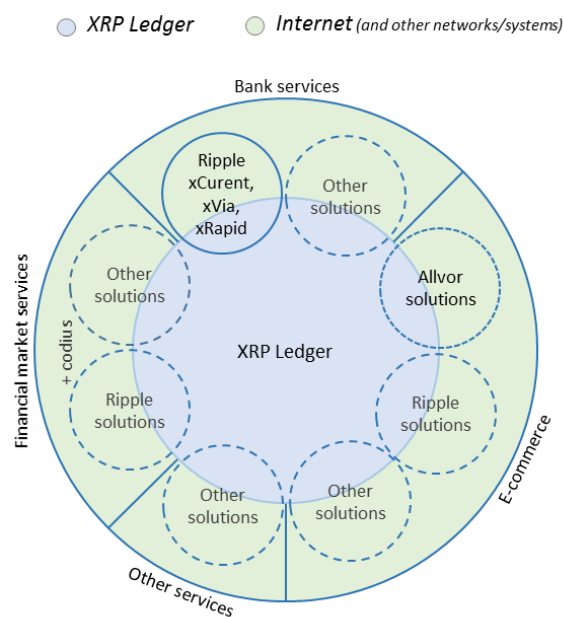 XRP Ledger
Internet (and other networks/systems)
Bank services
Ripple
xCurent,
xVia,
xRapid
Other
solutions
Other
solutions
Allvor
solutions
Financial market services
+ codius
XRP Ledger
Ripple
solutions
Ripple
solutions
E-commerce
Other
solutions
Other
solutions
Other services